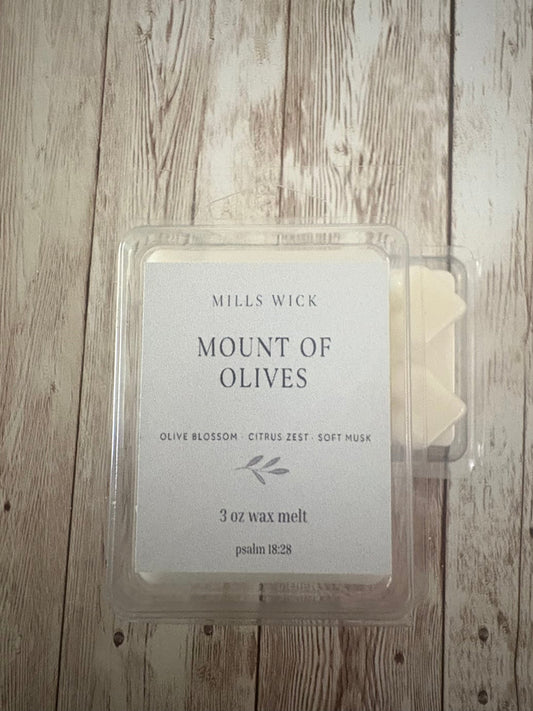 MILLS WICK
MOUNT OF
OLIVES
OLIVE BLOSSOM · CITRUS ZEST · SOFT MUSK
3 oz wax melt
psalm 18:28